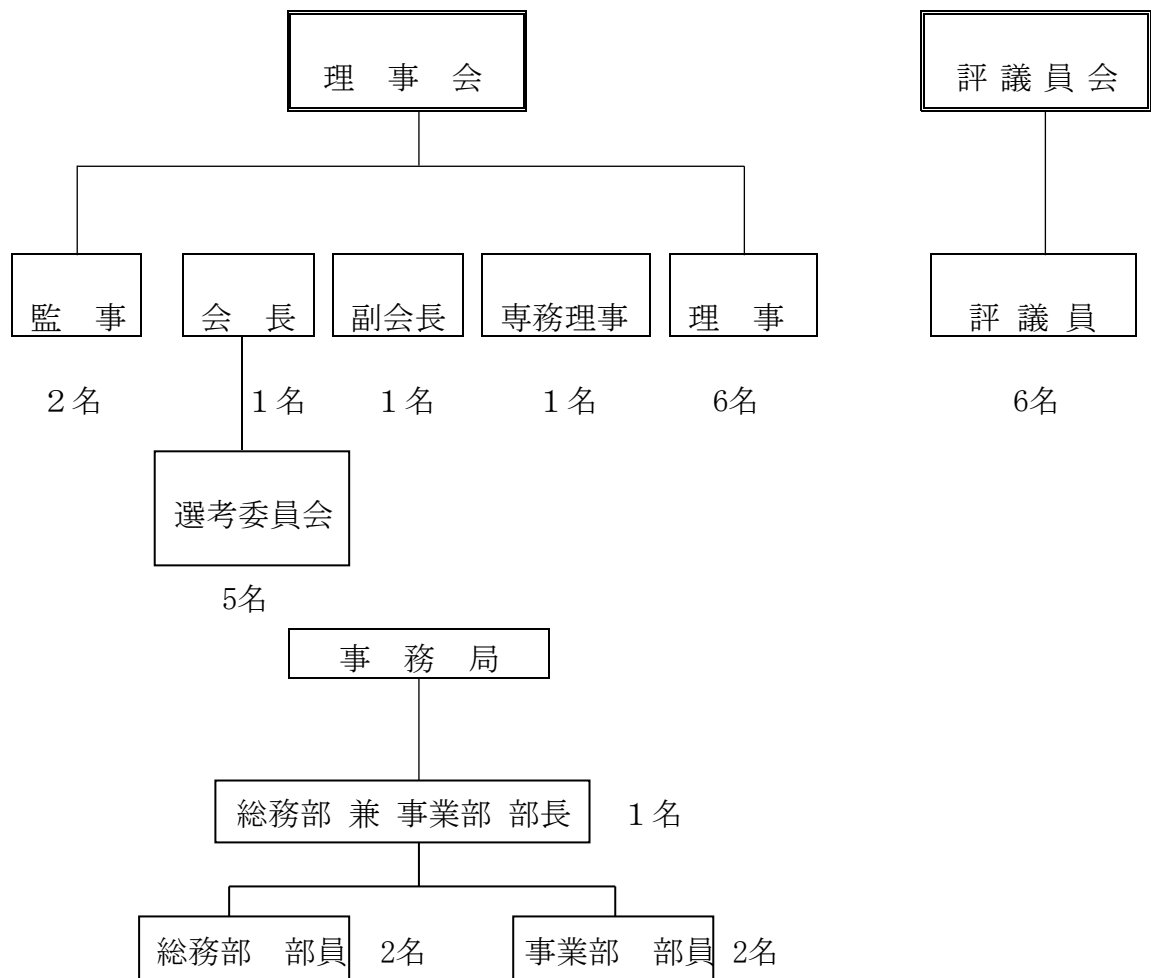 理　事　会
評 議 員 会
監　事
会　長
副会長
専務理事
理　事
評 議 員
２名
１名
１名
１名
6名
6名
選考委員会
5名
事　務　局
総務部 兼 事業部 部長
１名
総務部　部員
2名
事業部　部員
2名